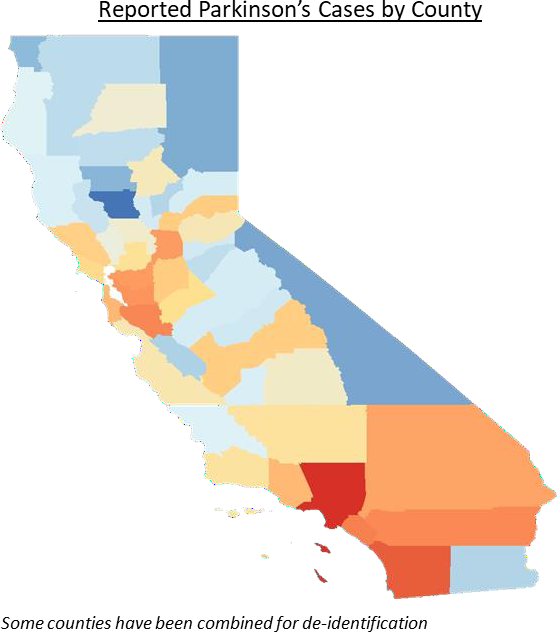 Reported Parkinson’s Cases by County
Some counties have been combined for de-identification